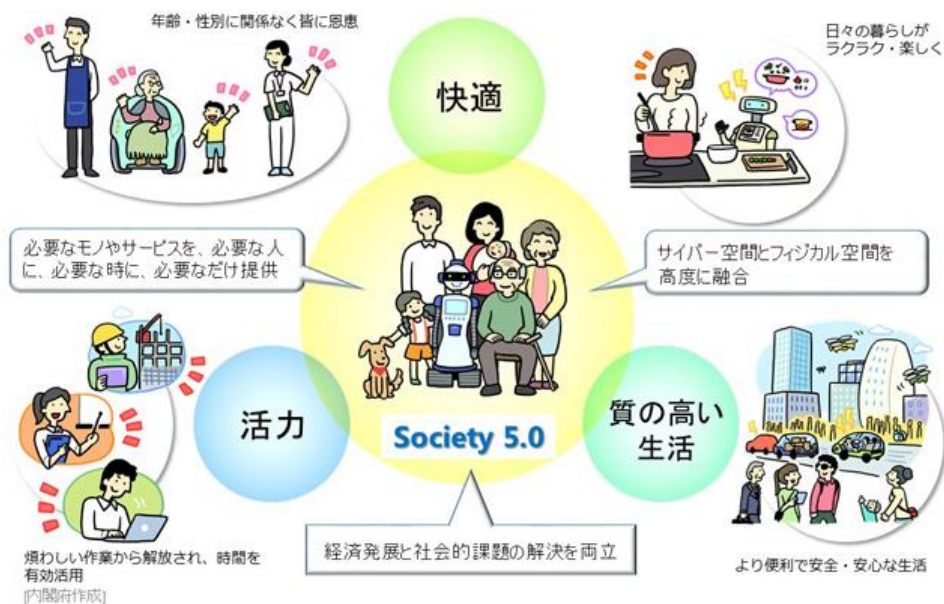 年齢・性別に関係なく皆に恩恵
日々の暮らしが
ラクラク・楽しく
快適
必要なモノやサービスを、必要な人
に、必要な時に、必要なだけ提供
サイバー空間とフィジカル空間を
高度に融合
活力
質の高い
生活
Society 5.0
経済発展と社会的課題の解決を両立
煩わしい作業から解放され、時間を
有効活用
[内閣府作成]
より便利で安全・安心な生活